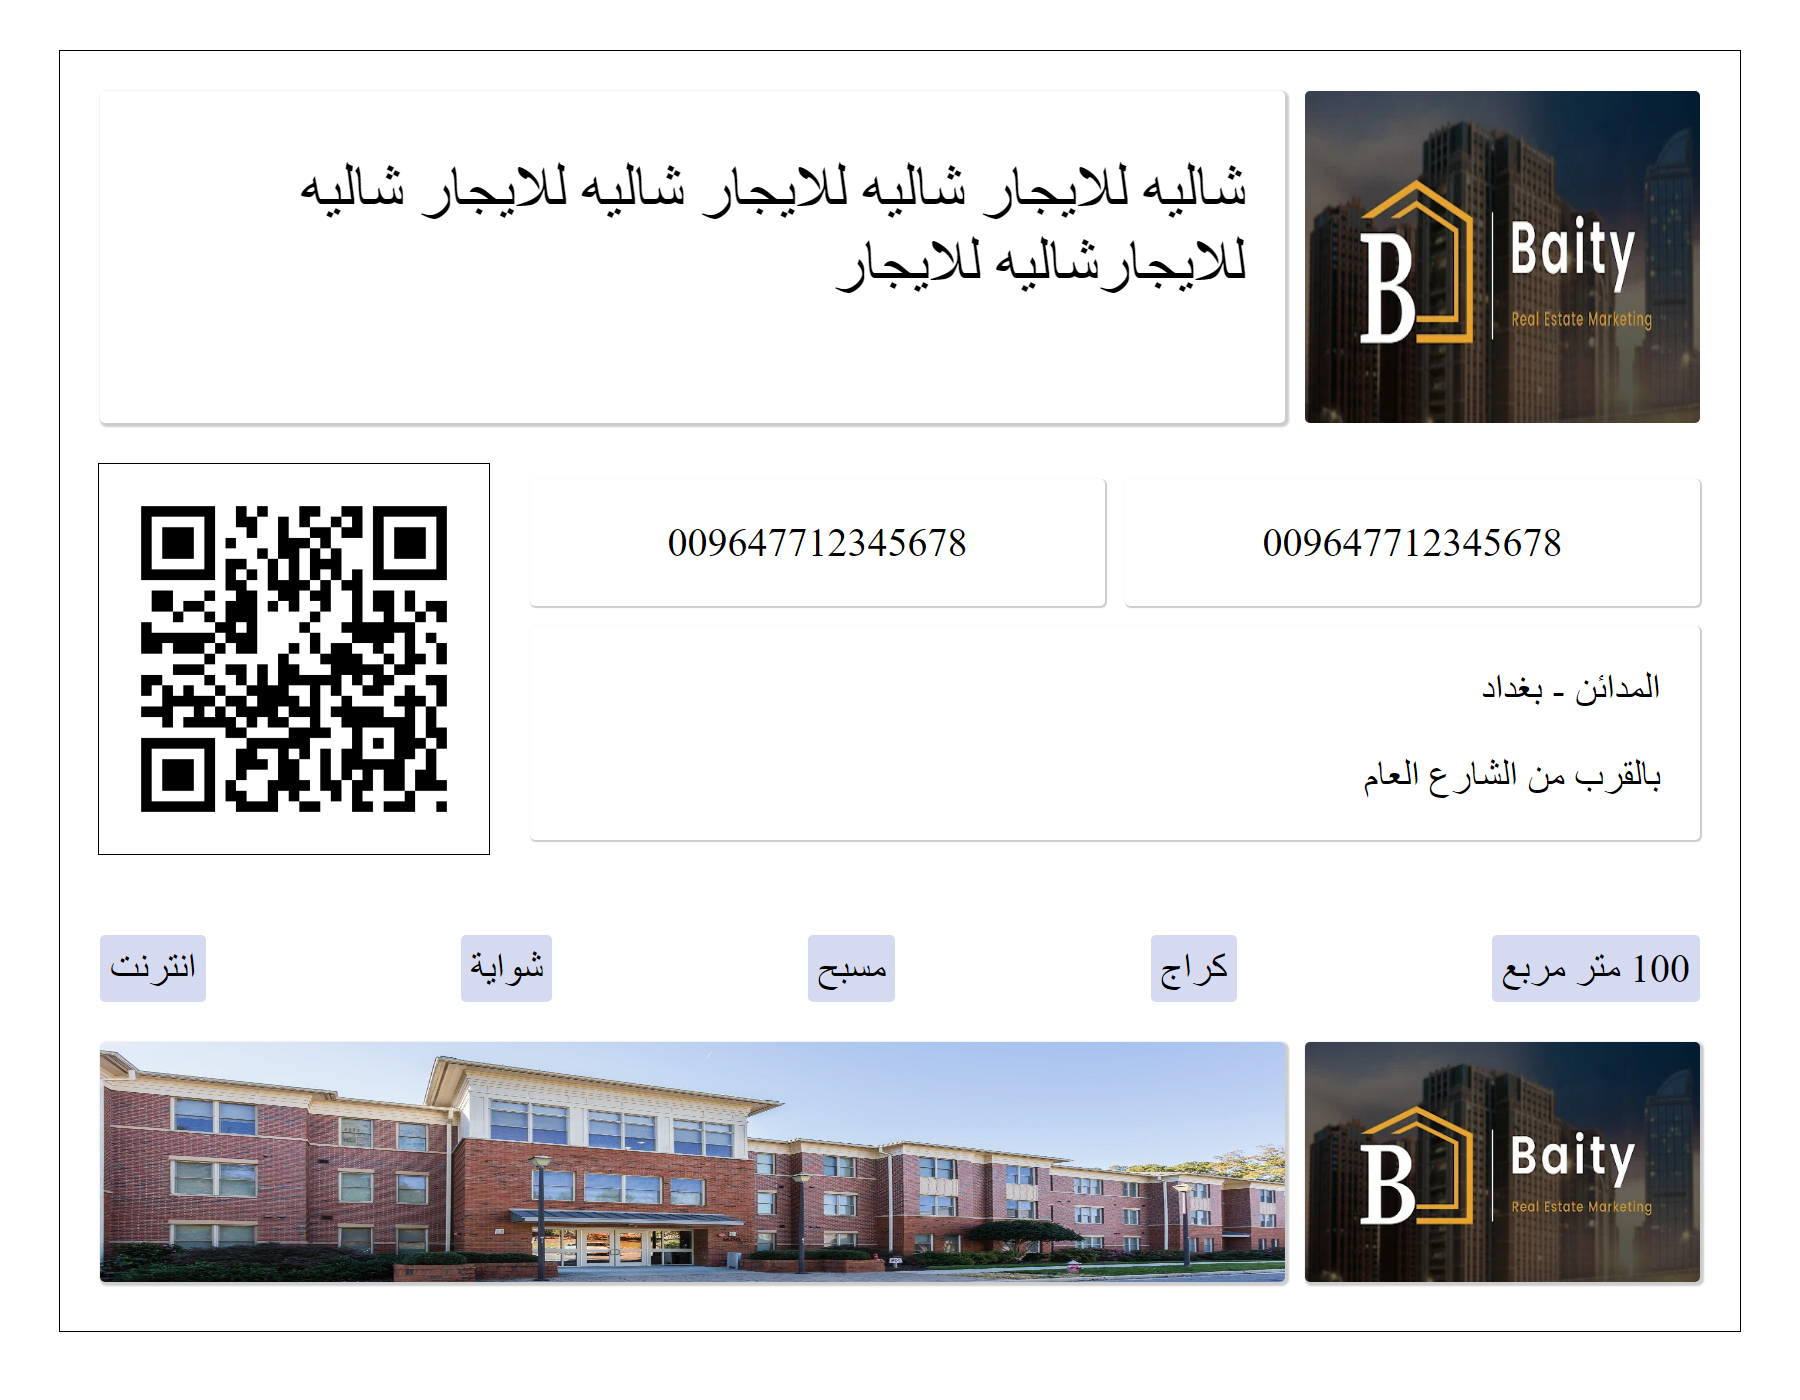 شاليه للايجار شاليه للايجار شاليه للايجار شاليه
للايجارشاليه للايجار
B
Baity
Real Estate Marketing
009647712345678
009647712345678
المدائن - بغداد
بالقرب من الشارع العام
100 متر مربع
كراج
مسبح
شواية
انترنت
B
Baity
Real Estate Marketing